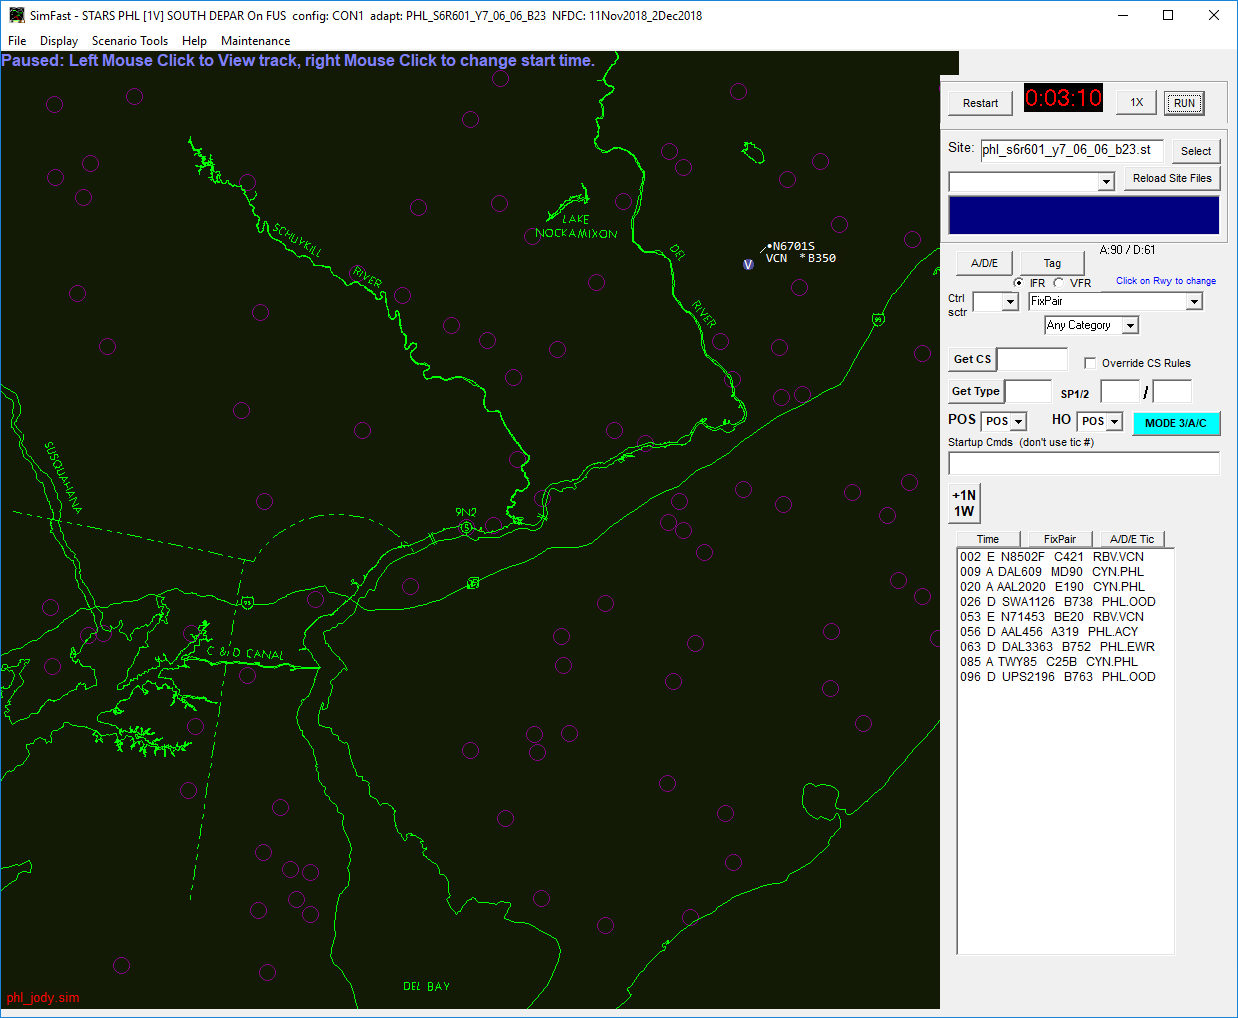 SimFast - STARS PHL [1V] SOUTH DEPAR On FUS  config: CON1  adapt: PHL_S6R601_Y7_06_06_B23  NFDC: 11Nov2018_2Dec2018
File  Display  Scenario Tools  Help  Maintenance
Paused: Left Mouse Click to View track, right Mouse Click to change start time.
Restart  0:03:10  1X  RUN
Site:  phl_s6r601_y7_06_06_b23.st  Select
Reload Site Files
A:90 / D:61
A/D/E  Tag
IFR  VFR  Click on Rwy to change
Ctrl
sctr
FixPair
Any Category
Get CS  Override CS Rules
Get Type  SP1/2  /
POS  POS  HO  POS  MODE 3/A/C
Startup Cmds  (don't use tic #)
+1N
1W
Time  FixPair  A/D/E Tic
002 E N8502F  C421  RBV.VCN
009 A DAL609  MD90  CYN.PHL
020 A AAL2020  E190  CYN.PHL
026 D SWA1126  B738  PHL.OOD
053 E N71453  BE20  RBV.VCN
056 D AAL456  A319  PHL.ACY
063 D DAL3363  B752  PHL.EWR
085 A TWY85  C25B  CYN.PHL
096 D UPS2196  B763  PHL.OOD
LAKE
NOCKAMIXON
SCHUYKILL
RIVER
DEL
RIVER
N6701S
VCN  *B350
V
95
SUSQUAHANA
9N2
S
95
C & D CANAL
DEL BAY
phl_jody.sim